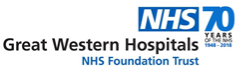 NHS 70
YEARS
OF THE NHS
1948 - 2018
Great Western Hospitals
NHS Foundation Trust